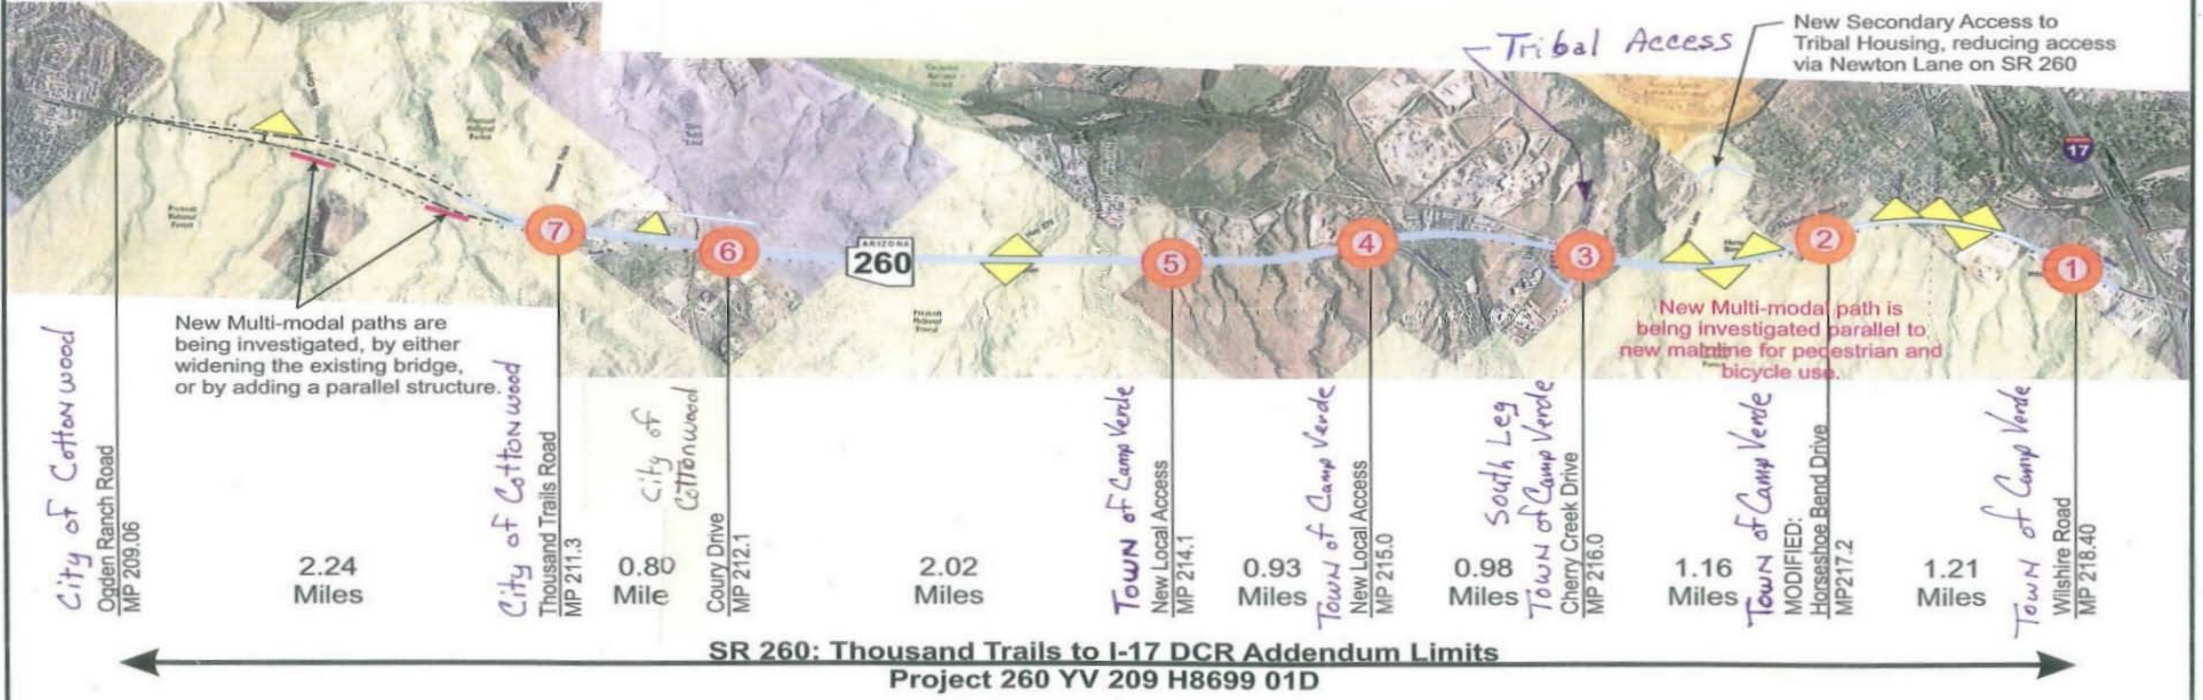 Tribal Access
New Secondary Access to
Tribal Housing, reducing access
via Newton Lane on SR 260
17
7
6
ARIZONA
260
5
4
3
2
1
Prescott
National
Forest
New Multi-modal paths are
being investigated, by either
widening the existing bridge,
or by adding a parallel structure.
New Multi-modal path is
being investigated parallel to
new mainline for pedestrian and
bicycle use.
City of Cottonwood
Ogden Ranch Road
MP 209.06
2.24
Miles
City of Cottonwood
Thousand Trails Road
MP 211.3
0.80
Mile
City of
Cottonwood
Coury Drive
MP 212.1
2.02
Miles
Town of Camp Verde
New Local Access
MP 214.1
0.93
Miles
Town of Camp Verde
New Local Access
MP 215.0
0.98
Miles
South Leg
Town of Camp Verde
Cherry Creek Drive
MP 216.0
1.16
Miles
Town of Camp Verde
MODIFIED:
Horseshoe Bend Drive
MP217.2
1.21
Miles
Town of Camp Verde
Wilshire Road
MP 218.40
SR 260: Thousand Trails to I-17 DCR Addendum Limits
Project 260 YV 209 H8699 01D